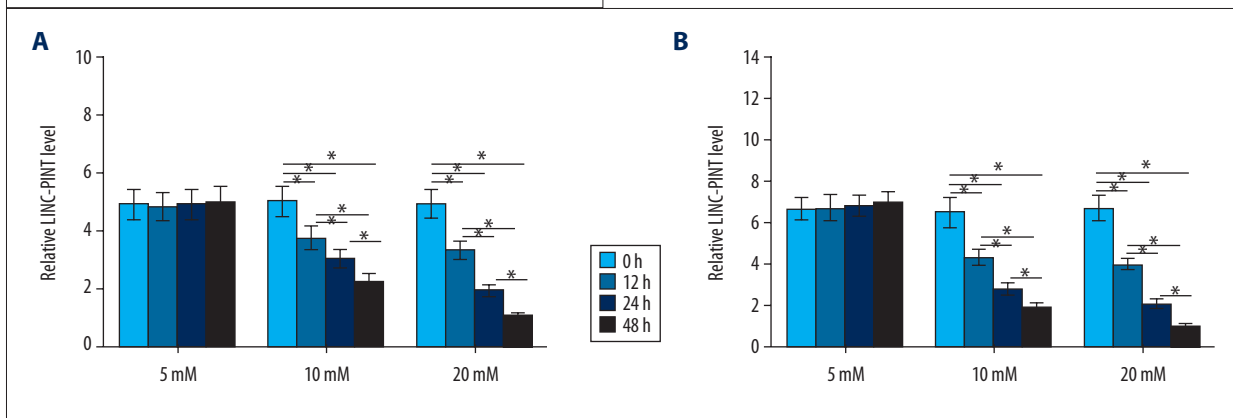 A
Relative LINC-PINT level
10
8
6
4
2
0
* * * * * *
* * * * * *
5 mM 10 mM 20 mM
0 h
12 h
24 h
48 h
B
Relative LINC-PINT level
14
12
10
8
6
4
2
0
* * * * * *
* * * * * *
5 mM 10 mM 20 mM